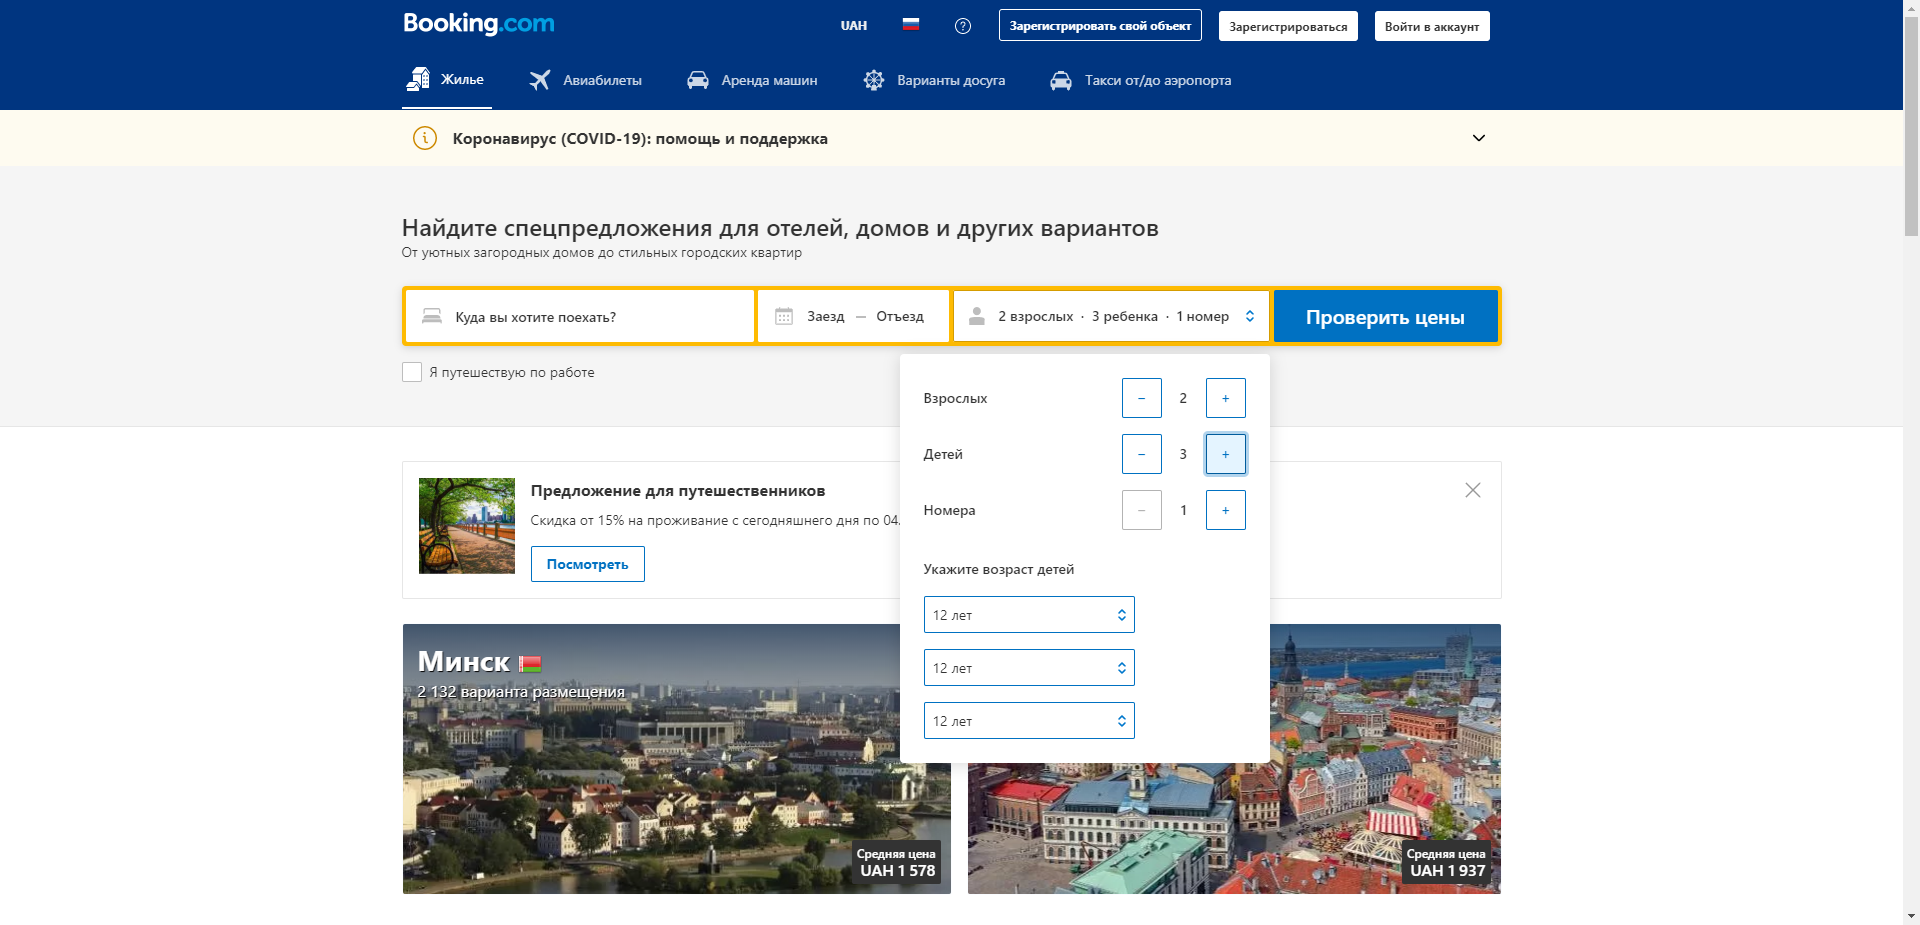 Booking.com
UAH
Зарегистрировать свой объект
Зарегистрироваться
Войти в аккаунт
Жилье
Авиабилеты
Аренда машин
Варианты досуга
Такси от/до аэропорта
Коронавирус (COVID-19): помощь и поддержка
Найдите спецпредложения для отелей, домов и других вариантов
От уютных загородных домов до стильных городских квартир
Куда вы хотите поехать?
Заезд — Отъезд
2 взрослых · 3 ребенка · 1 номер
Проверить цены
Я путешествую по работе
Взрослых
− 2 +
Детей
− 3 +
Номера
− 1 +
Укажите возраст детей
12 лет
12 лет
12 лет
Предложение для путешественников
Скидка от 15% на проживание с сегодняшнего дня по 04.
Посмотреть
Минск
2 132 варианта размещения
Средняя цена
UAH 1 578
Средняя цена
UAH 1 937